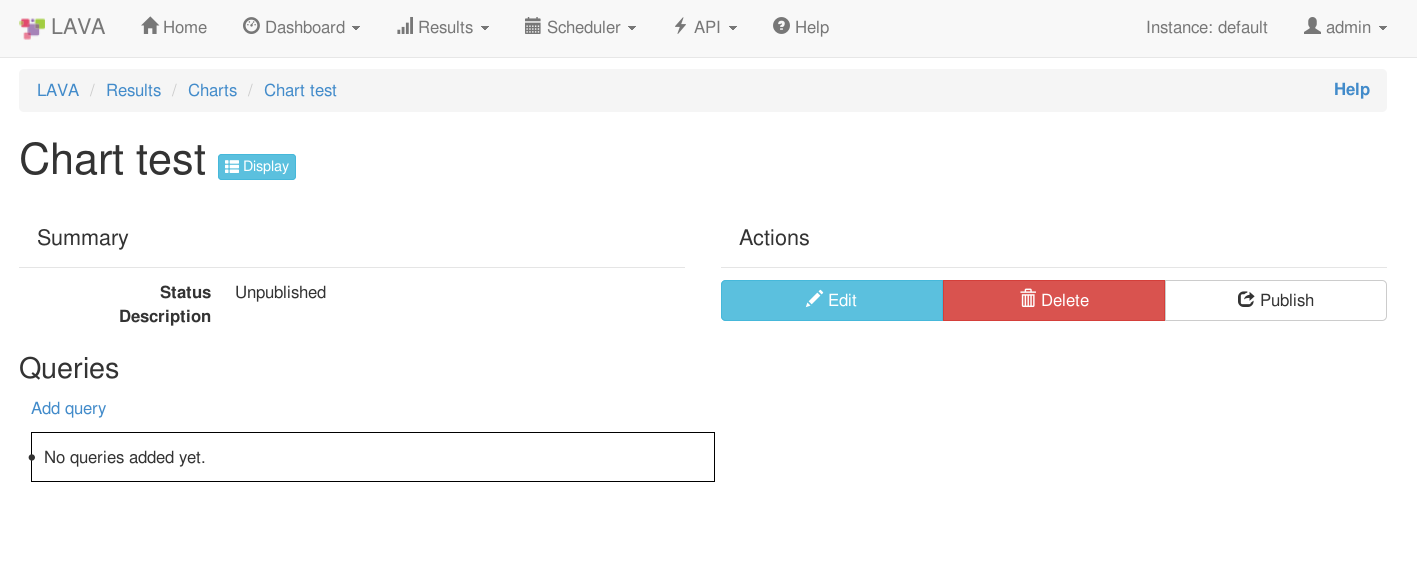 LAVA Home Dashboard Results Scheduler API Help Instance: default admin
LAVA / Results / Charts / Chart test Help
Chart test Display
Summary
Actions
Status Unpublished
Edit Delete Publish
Description
Queries
Add query
No queries added yet.